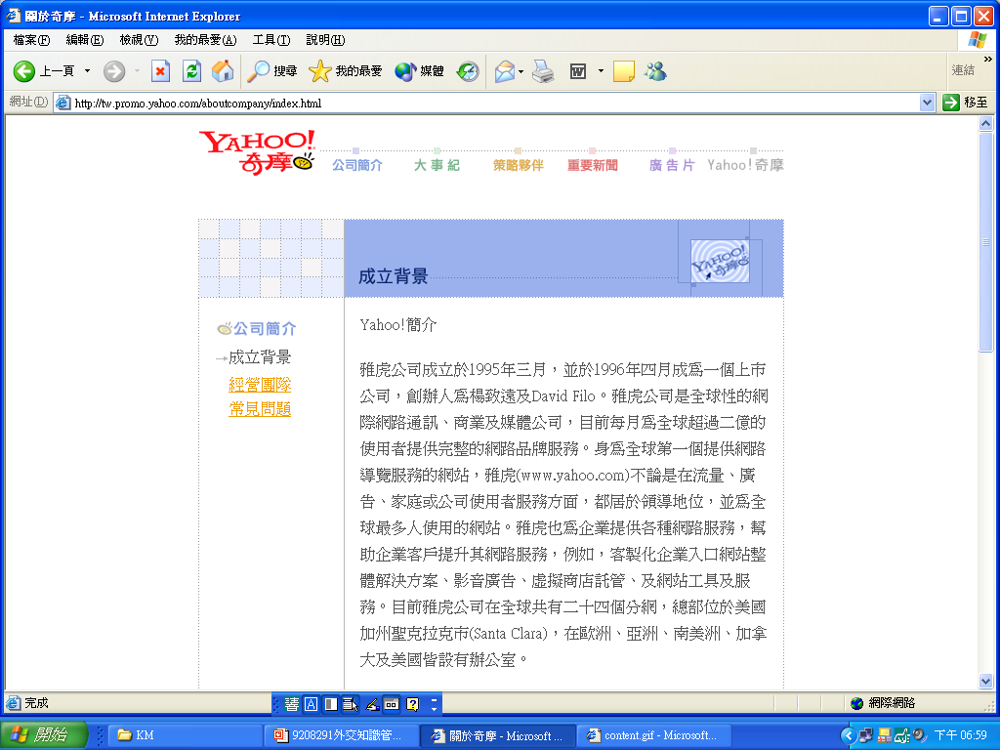 關於奇摩 - Microsoft Internet Explorer
檔案(F) 編輯(E) 檢視(V) 我的最愛(A) 工具(T) 說明(H)
上一頁 搜尋 我的最愛 媒體 連結 »
網址(D) http://tw.promo.yahoo.com/aboutcompany/index.html 移至
YAHOO!
奇摩
公司簡介 大事紀 策略夥伴 重要新聞 廣告片 Yahoo!奇摩
成立背景
YAHOO!
奇摩
公司簡介
→成立背景
經營團隊
常見問題
Yahoo!簡介
雅虎公司成立於1995年三月，並於1996年四月成為一個上市
公司，創辦人為楊致遠及David Filo。雅虎公司是全球性的網
際網路通訊、商業及媒體公司，目前每月為全球超過二億的
使用者提供完整的網路品牌服務。身為全球第一個提供網路
導覽服務的網站，雅虎(www.yahoo.com)不論是在流量、廣
告、家庭或公司使用者服務方面，都居於領導地位，並為全
球最多人使用的網站。雅虎也為企業提供各種網路服務，幫
助企業客戶提升其網路服務，例如，客製化企業入口網站整
體解決方案、影音廣告、虛擬商店託管、及網站工具及服
務。目前雅虎公司在全球共有二十四個分網，總部位於美國
加州聖克拉克市(Santa Clara)，在歐洲、亞洲、南美洲、加拿
大及美國皆設有辦公室。
完成 A 網際網路
開始 KM 9208291外交知識管... 關於奇摩 - Microsoft ... content.gif - Microsoft... 下午 06:59